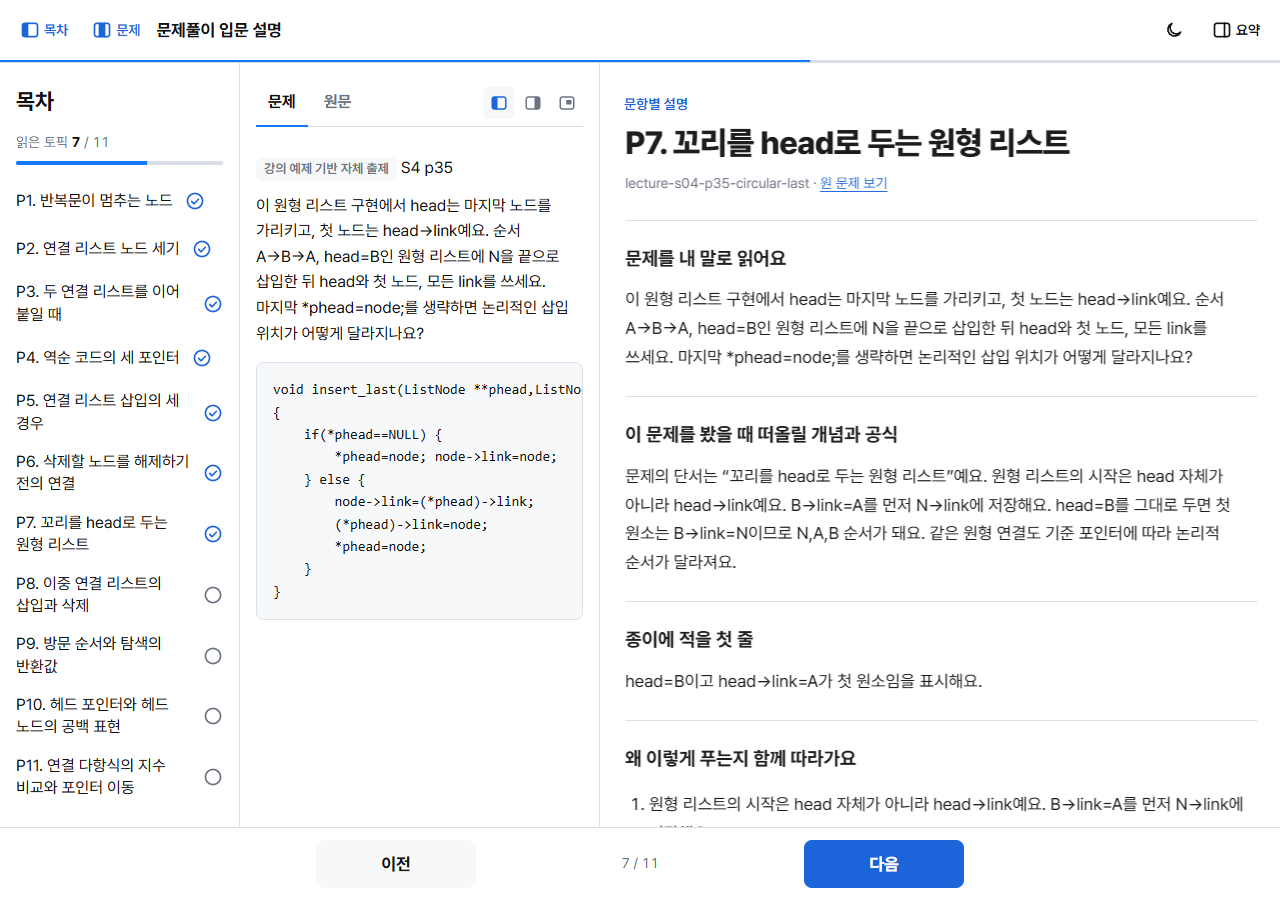 목차
문제
문제풀이 입문 설명
요약
목차
읽은 토픽 7 / 11
P1. 반복문이 멈추는 노드
P2. 연결 리스트 노드 세기
P3. 두 연결 리스트를 이어
붙일 때
P4. 역순 코드의 세 포인터
P5. 연결 리스트 삽입의 세
경우
P6. 삭제할 노드를 해제하기
전의 연결
P7. 꼬리를 head로 두는
원형 리스트
P8. 이중 연결 리스트의
삽입과 삭제
P9. 방문 순서와 탐색의
반환값
P10. 헤드 포인터와 헤드
노드의 공백 표현
P11. 연결 다항식의 지수
비교와 포인터 이동
문제
원문
강의 예제 기반 자체 출제 S4 p35
이 원형 리스트 구현에서 head는 마지막 노드를
가리키고, 첫 노드는 head→link예요. 순서
A→B→A, head=B인 원형 리스트에 N을 끝으로
삽입한 뒤 head와 첫 노드, 모든 link를 쓰세요.
마지막 *phead=node;를 생략하면 논리적인 삽입
위치가 어떻게 달라지나요?
void insert_last(ListNode **phead,ListNo
{
    if(*phead==NULL) {
        *phead=node; node->link=node;
    } else {
        node->link=(*phead)->link;
        (*phead)->link=node;
        *phead=node;
    }
}
문항별 설명
P7. 꼬리를 head로 두는 원형 리스트
lecture-s04-p35-circular-last · 원 문제 보기
문제를 내 말로 읽어요
이 원형 리스트 구현에서 head는 마지막 노드를 가리키고, 첫 노드는 head→link예요. 순서
A→B→A, head=B인 원형 리스트에 N을 끝으로 삽입한 뒤 head와 첫 노드, 모든 link를
쓰세요. 마지막 *phead=node;를 생략하면 논리적인 삽입 위치가 어떻게 달라지나요?
이 문제를 봤을 때 떠올릴 개념과 공식
문제의 단서는 “꼬리를 head로 두는 원형 리스트”예요. 원형 리스트의 시작은 head 자체가
아니라 head→link예요. B→link=A를 먼저 N→link에 저장해요. head=B를 그대로 두면 첫
원소는 B→link=N이므로 N,A,B 순서가 돼요. 같은 원형 연결도 기준 포인터에 따라 논리적
순서가 달라져요.
종이에 적을 첫 줄
head=B이고 head→link=A가 첫 원소임을 표시해요.
왜 이렇게 푸는지 함께 따라가요
1. 원형 리스트의 시작은 head 자체가 아니라 head→link예요. B→link=A를 먼저 N→link에
이전
7 / 11
다음